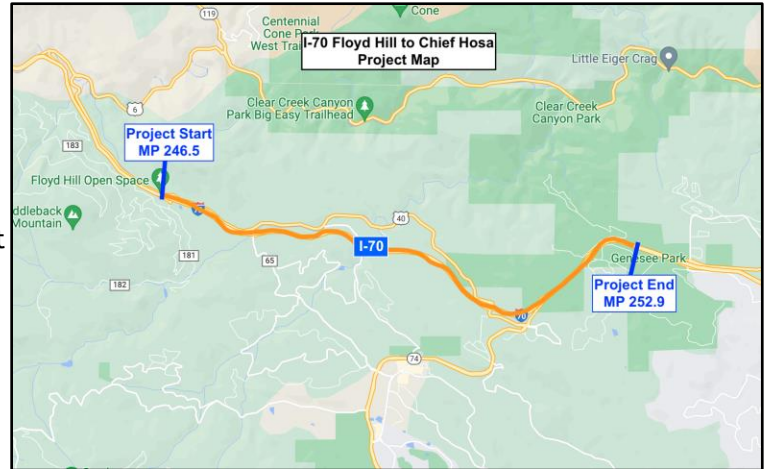 Cone
119
Centennial
Cone Park
West Trai
I-70 Floyd Hill to Chief Hosa
Project Map
Little Eiger Crag
6
Clear Creek Canyon
Park Big Easy Trailhead
Clear Creek
Canyon Park
Project Start
MP 246.5
183
Floyd Hill Open Space
ddleback
Mountain
t
40
I-70
181
65
Genesee Park
182
Project End
MP 252.9
70
74